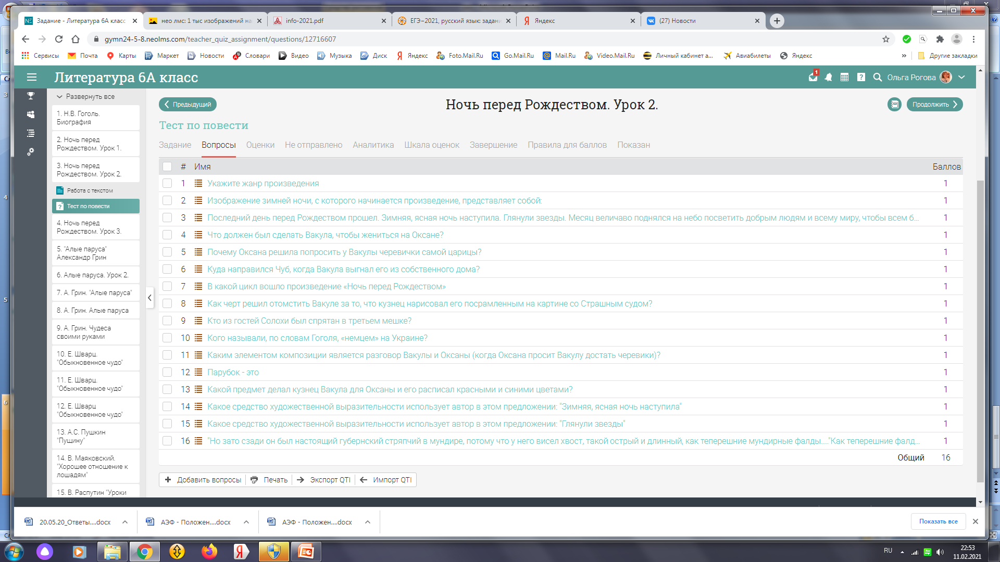 Задание - Литература 6А класс
нео лмс: 1 тыс изображений на
info-2021.pdf
ЕГЭ–2021, русский язык: задани
Яндекс
(27) Новости
gymn24-5-8.neolms.com/teacher_quiz_assignment/questions/12716607
Сервисы Почта Карты Маркет Новости Словари Видео Музыка Диск Яндекс Foto.Mail.Ru Go.Mail.Ru Mail.Ru Video.Mail.Ru Личный кабинет а... Авиабилеты Яндекс » Другие закладки
Литература 6А класс
1
Ольга Рогова
Развернуть все
1. Н.В. Гоголь.
Биография
2. Ночь перед
Рождеством. Урок 1.
3. Ночь перед
Рождеством. Урок 2.
Работа с текстом
Тест по повести
4. Ночь перед
Рождеством. Урок 3.
5. "Алые паруса"
Александр Грин
6. Алые паруса. Урок 2.
7. А. Грин. "Алые паруса"
8. А. Грин. Алые паруса
9. А. Грин. Чудеса
своими руками
10. Е. Шварц.
"Обыкновенное чудо"
11. Е. Шварц.
"Обыкновенное чудо"
12. Е. Шварц
"Обыкновенное чудо"
13. А.С. Пушкин
"Пущину"
14. В. Маяковский.
"Хорошее отношение к
лошадям"
15. В. Распутин "Уроки
Предыдущий
Ночь перед Рождеством. Урок 2.
Продолжить
Тест по повести
Задание Вопросы Оценки Не отправлено Аналитика Шкала оценок Завершение Правила для баллов Показан
# Имя Баллов
1 Укажите жанр произведения 1
2 Изображение зимней ночи, с которого начинается произведение, представляет собой: 1
3 Последний день перед Рождеством прошел. Зимняя, ясная ночь наступила. Глянули звезды. Месяц величаво поднялся на небо посветить добрым людям и всему миру, чтобы всем б... 1
4 Что должен был сделать Вакула, чтобы жениться на Оксане? 1
5 Почему Оксана решила попросить у Вакулы черевички самой царицы? 1
6 Куда направился Чуб, когда Вакула выгнал его из собственного дома? 1
7 В какой цикл вошло произведение «Ночь перед Рождеством» 1
8 Как черт решил отомстить Вакуле за то, что кузнец нарисовал его посрамленным на картине со Страшным судом? 1
9 Кто из гостей Солохи был спрятан в третьем мешке? 1
10 Кого называли, по словам Гоголя, «немцем» на Украине? 1
11 Каким элементом композиции является разговор Вакулы и Оксаны (когда Оксана просит Вакулу достать черевики)? 1
12 Парубок - это 1
13 Какой предмет делал кузнец Вакула для Оксаны и его расписал красными и синими цветами? 1
14 Какое средство художественной выразительности использует автор в этом предложении: "Зимняя, ясная ночь наступила" 1
15 Какое средство художественной выразительности использует автор в этом предложении: "Глянули звезды" 1
16 "Но зато сзади он был настоящий губернский стряпчий в мундире, потому что у него висел хвост, такой острый и длинный, как теперешние мундирные фалды...."Как теперешние фалд... 1
Общий 16
Добавить вопросы Печать Экспорт QTI Импорт QTI
20.05.20_Ответы....docx
АЭФ - Положен....docx
АЭФ - Положен....docx
Показать все
3
4
5
6
RU
22:53
11.02.2021